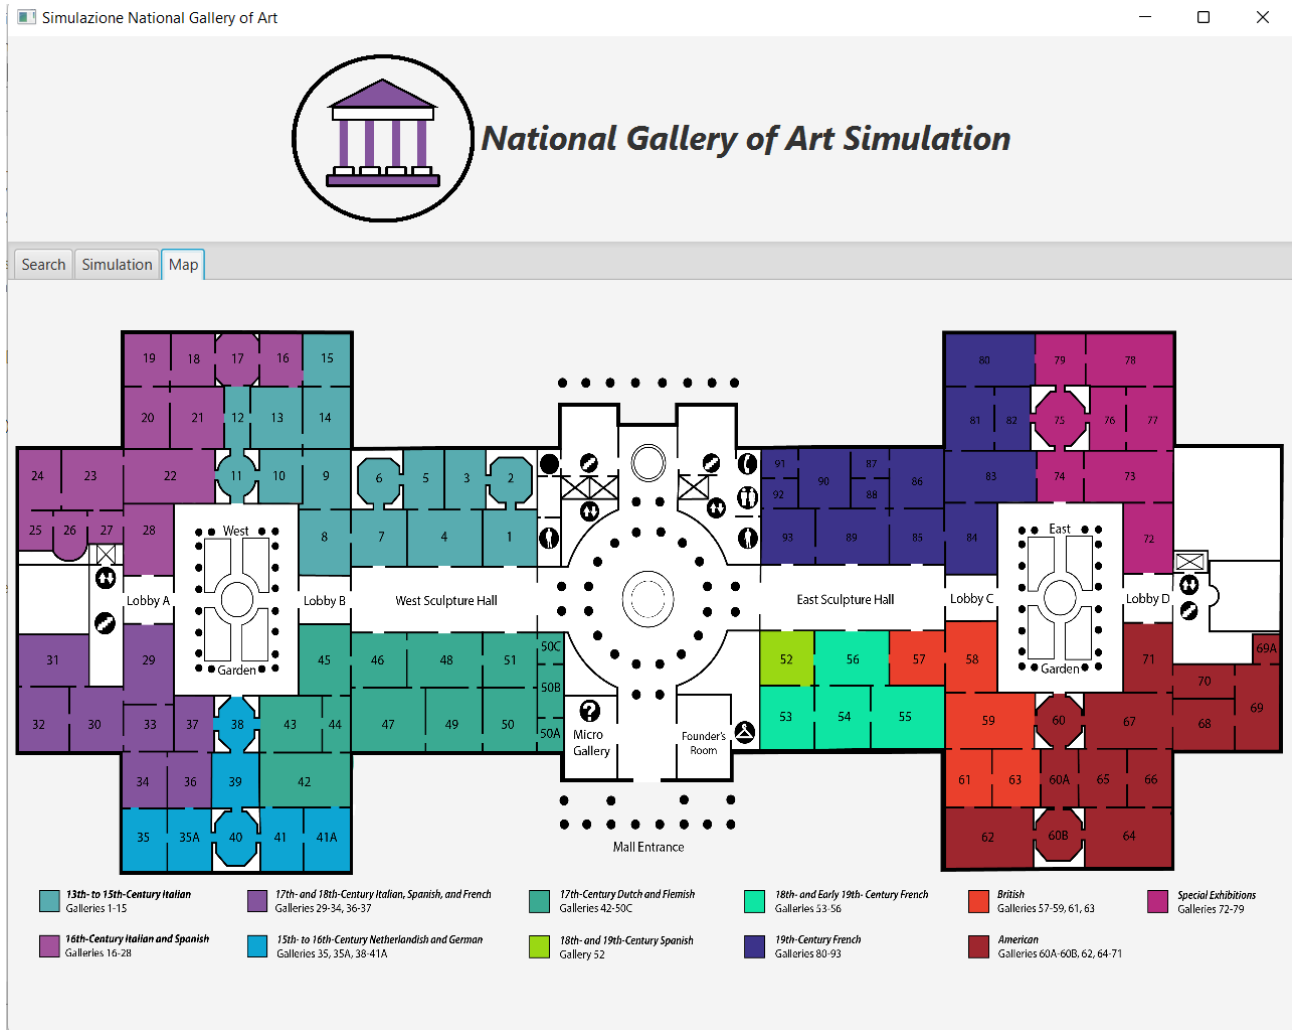 Simulazione National Gallery of Art
National Gallery of Art Simulation
Search Simulation Map
19 18 17 16 15
80 79 78
20 21 12 13 14
81 82 75 76 77
24 23 22 11 10 9 6 5 3 2
91 90 87 86 83 74 73
92 88
25 26 27 28 8 7 4 1
93 89 85 84 72
West
East
Lobby A Lobby B West Sculpture Hall East Sculpture Hall Lobby C Lobby D
Garden
Garden
31 29 45 46 48 51 50C
52 56 57 58 71 69A
50B
70
32 30 33 37 38 43 44 47 49 50 50A
53 54 55 59 60 67 68 69
?
Micro
Gallery
Founder's
Room
34 36 39 42
61 63 60A 65 66
35 35A 40 41 41A
62 60B 64
Mall Entrance
13th- to 15th-Century Italian
Galleries 1-15
17th- and 18th-Century Italian, Spanish, and French
Galleries 29-34, 36-37
17th-Century Dutch and Flemish
Galleries 42-50C
18th- and Early 19th- Century French
Galleries 53-56
British
Galleries 57-59, 61, 63
Special Exhibitions
Galleries 72-79
16th-Century Italian and Spanish
Galleries 16-28
15th- to 16th-Century Netherlandish and German
Galleries 35, 35A, 38-41A
18th- and 19th-Century Spanish
Gallery 52
19th-Century French
Galleries 80-93
American
Galleries 60A-60B, 62, 64-71